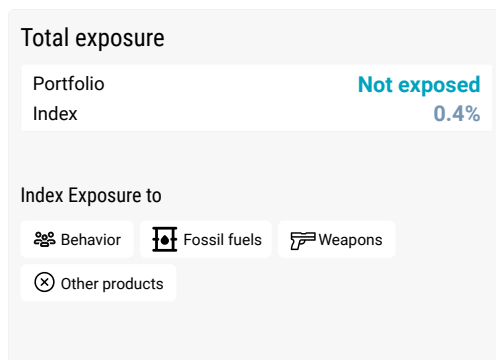 Total exposure
Portfolio Not exposed
Index 0.4%
Index Exposure to
Behavior Fossil fuels Weapons
Other products